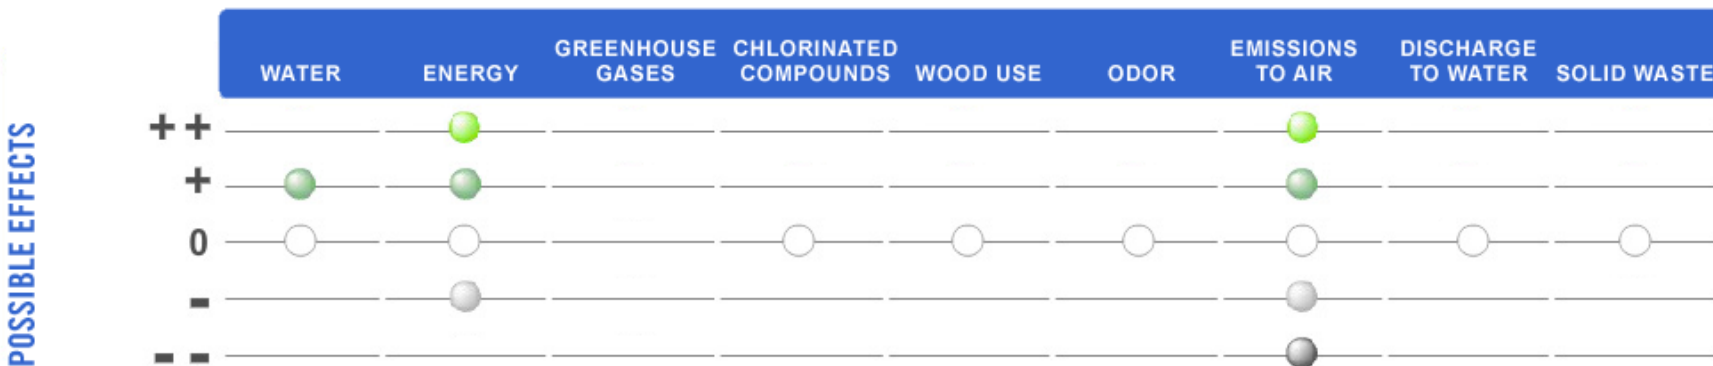 GREENHOUSE CHLORINATED EMISSIONS DISCHARGE
WATER ENERGY GASES COMPOUNDS WOOD USE ODOR TO AIR TO WATER SOLID WASTE
POSSIBLE EFFECTS
++
+
0
-
--